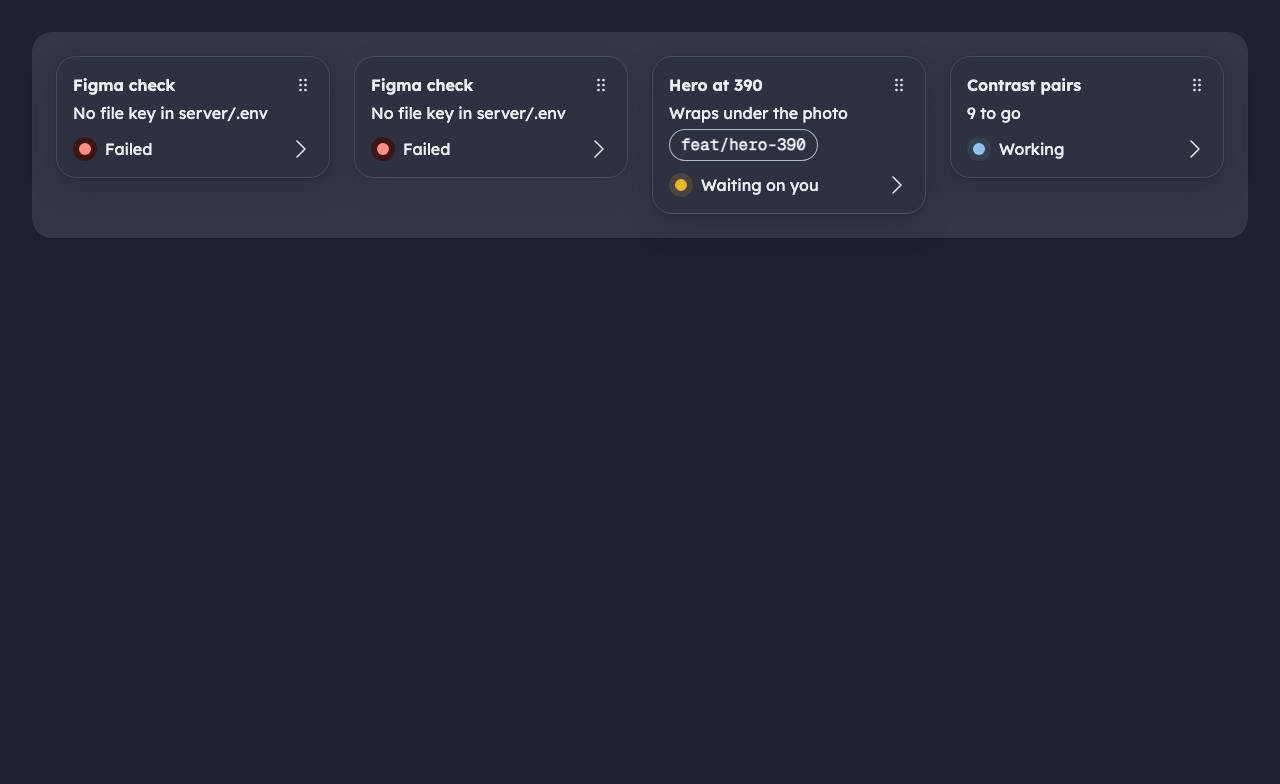 Figma check
No file key in server/.env
Failed
Figma check
No file key in server/.env
Failed
Hero at 390
Wraps under the photo
feat/hero-390
Waiting on you
Contrast pairs
9 to go
Working